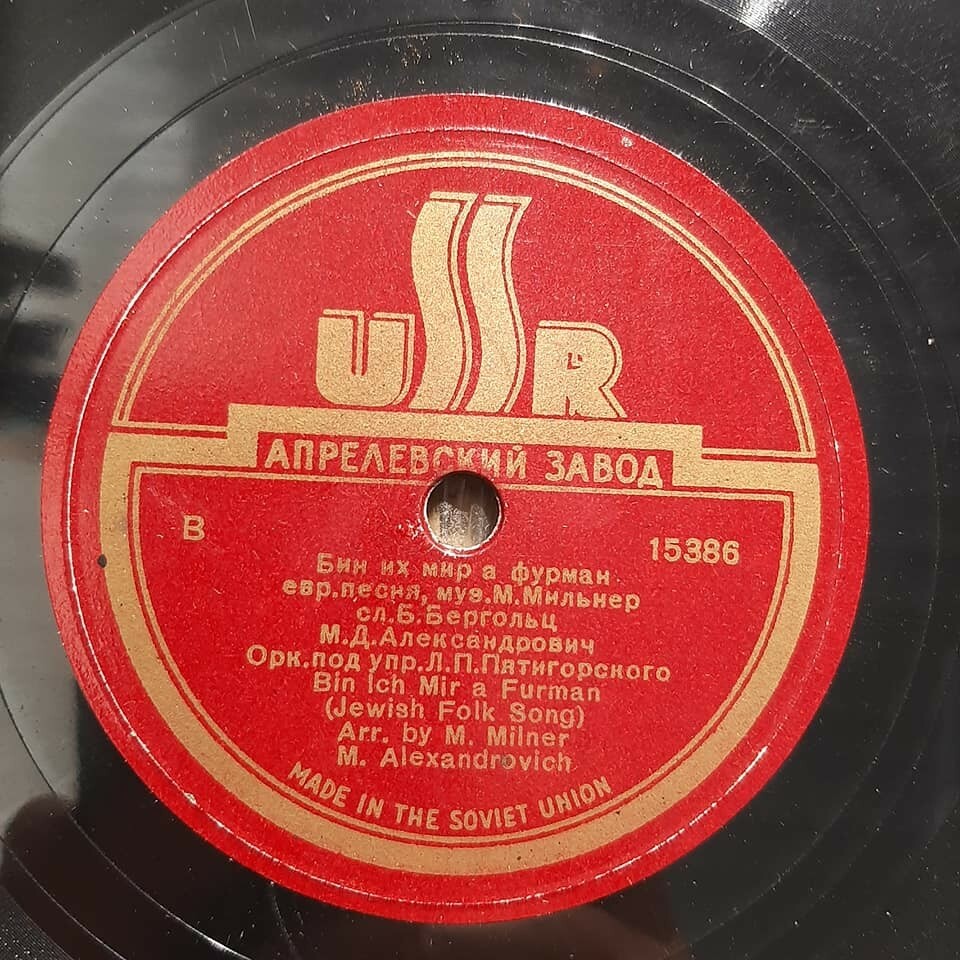 USSR
АПРЕЛЕВСКИЙ ЗАВОД
В 15386
Бин их мир а фурман
евр.песня, муз.М.Мильнер
сл.Б.Бергольц
М.Д.Александрович
Орк.под упр.Л.П.Пятигорского
Bin Ich Mir a Furman
(Jewish Folk Song)
Arr. by M. Milner
M. Alexandrovich
MADE IN THE SOVIET UNION